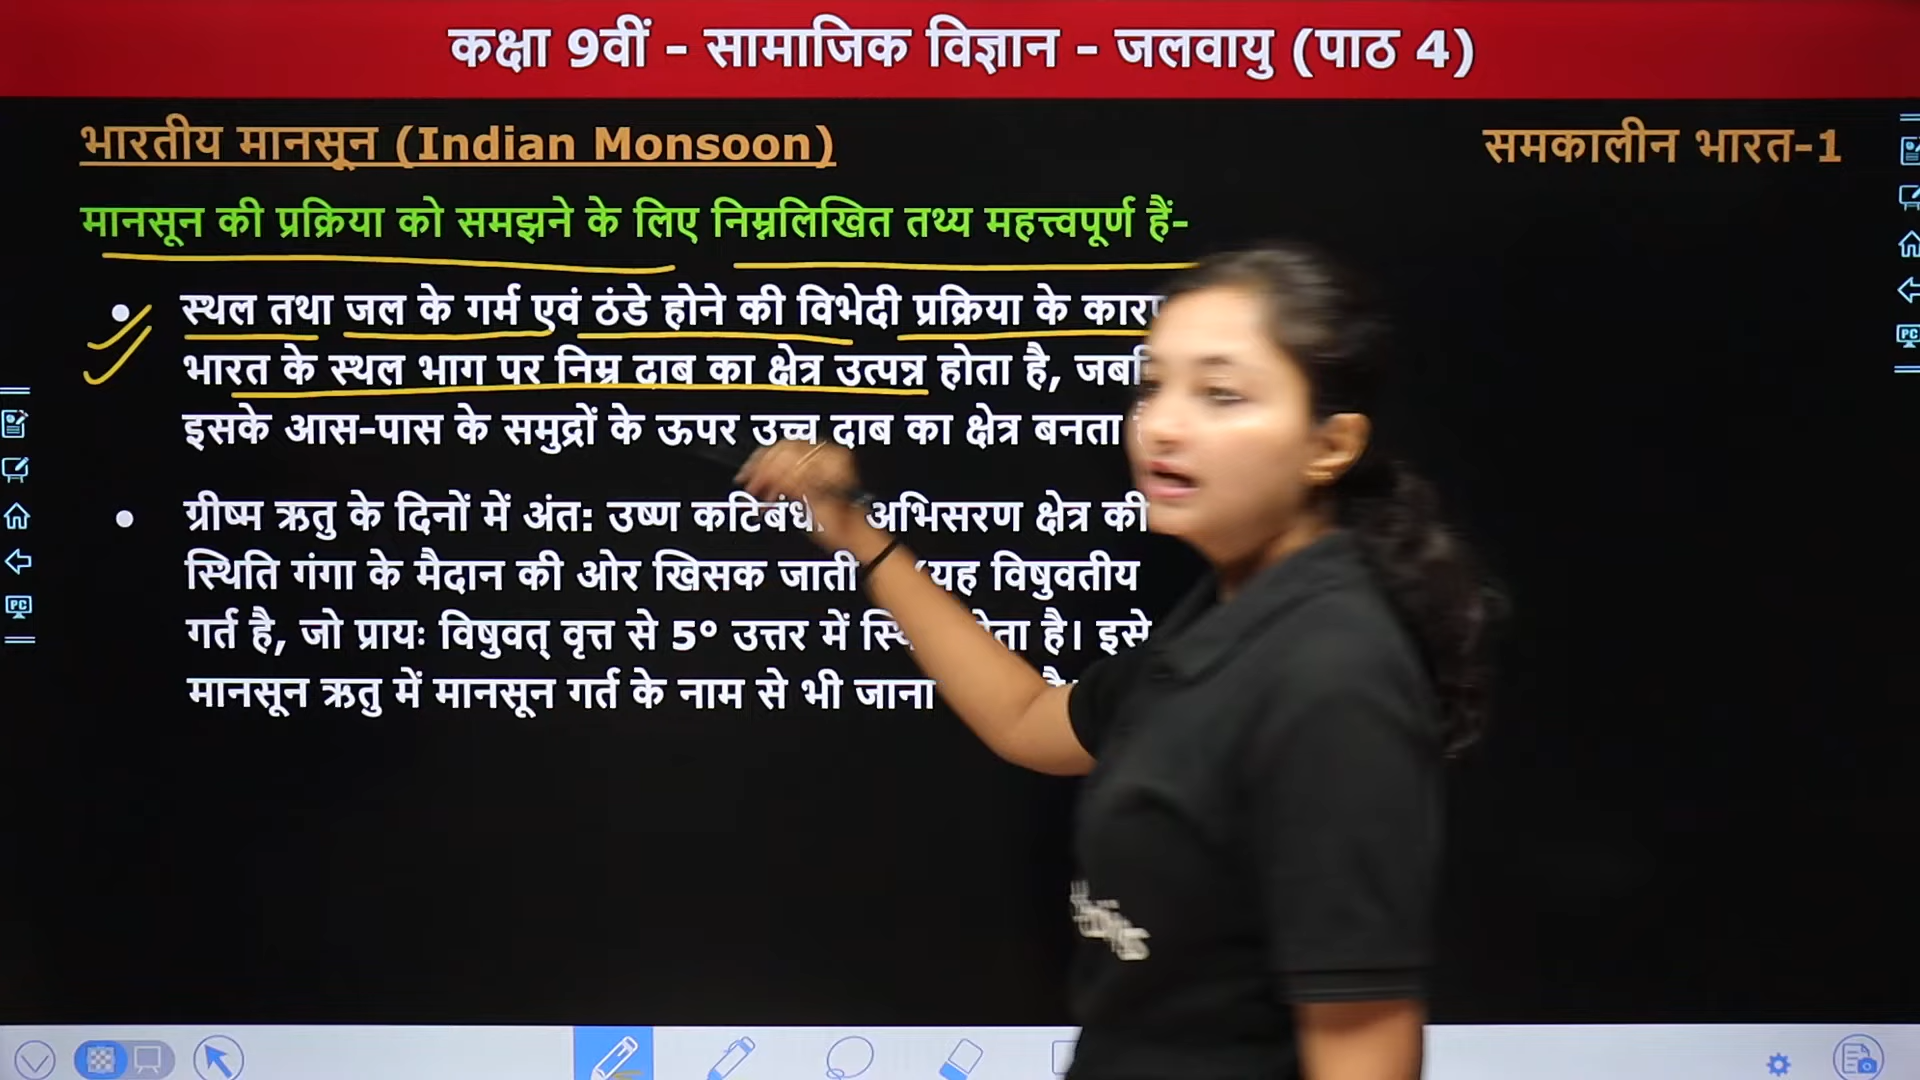 कक्षा 9वीं - सामाजिक विज्ञान - जलवायु (पाठ 4)
भारतीय मानसून (Indian Monsoon)
समकालीन भारत-1
मानसून की प्रक्रिया को समझने के लिए निम्नलिखित तथ्य महत्त्वपूर्ण हैं-
• स्थल तथा जल के गर्म एवं ठंडे होने की विभेदी प्रक्रिया के
भारत के स्थल भाग पर निम्न दाब का क्षेत्र उत्पन्न होता है,
इसके आस-पास के समुद्रों के ऊपर उच्च दाब का क्षेत्र बनता
• ग्रीष्म ऋतु के दिनों में अंत: उष्ण अभिसरण क्षेत्र की
स्थिति गंगा के मैदान की ओर खिसक जाती (यह विषुवतीय
गर्त है, जो प्रायः विषुवत् वृत्त से 5° उत्तर में होता है। इसे
मानसून ऋतु में मानसून गर्त के नाम से भी जाना है।
PC
PC